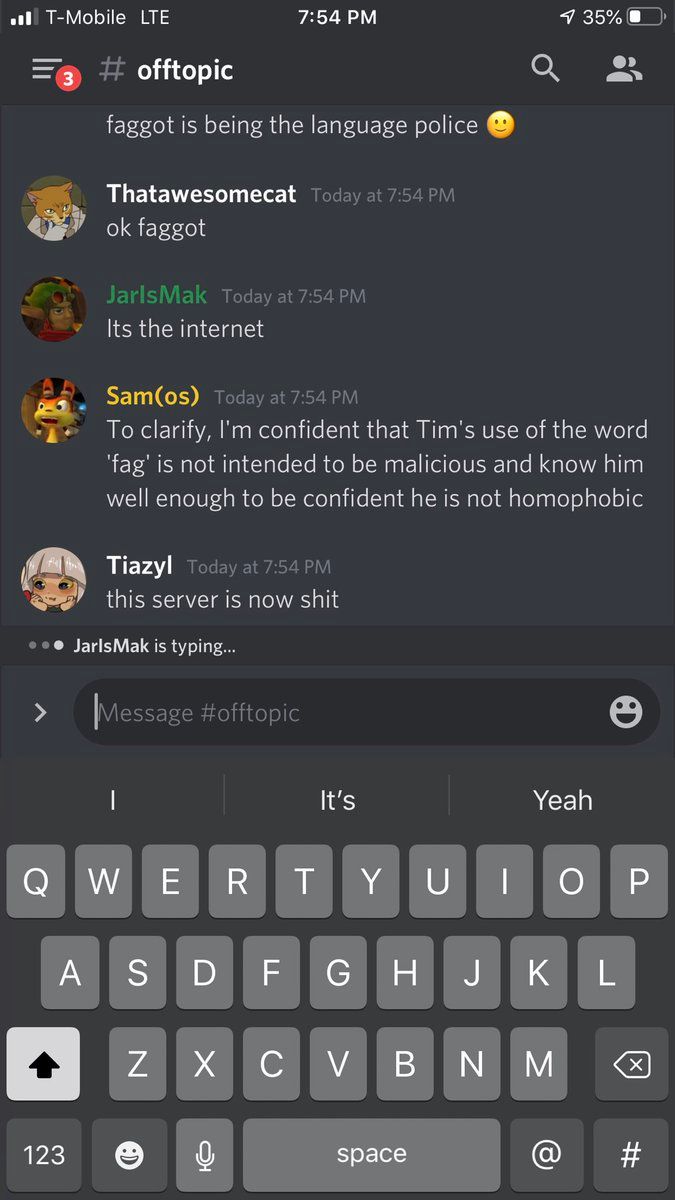 T-Mobile LTE 7:54 PM 35%
3 # offtopic
faggot is being the language police 🙂
Thatawesomecat Today at 7:54 PM
ok faggot
JarIsMak Today at 7:54 PM
Its the internet
Sam(os) Today at 7:54 PM
To clarify, I'm confident that Tim's use of the word
'fag' is not intended to be malicious and know him
well enough to be confident he is not homophobic
Tiazyl Today at 7:54 PM
this server is now shit
JarIsMak is typing...
Message #offtopic
I It's Yeah
Q W E R T Y U I O P
A S D F G H J K L
Z X C V B N M
123 space @ #